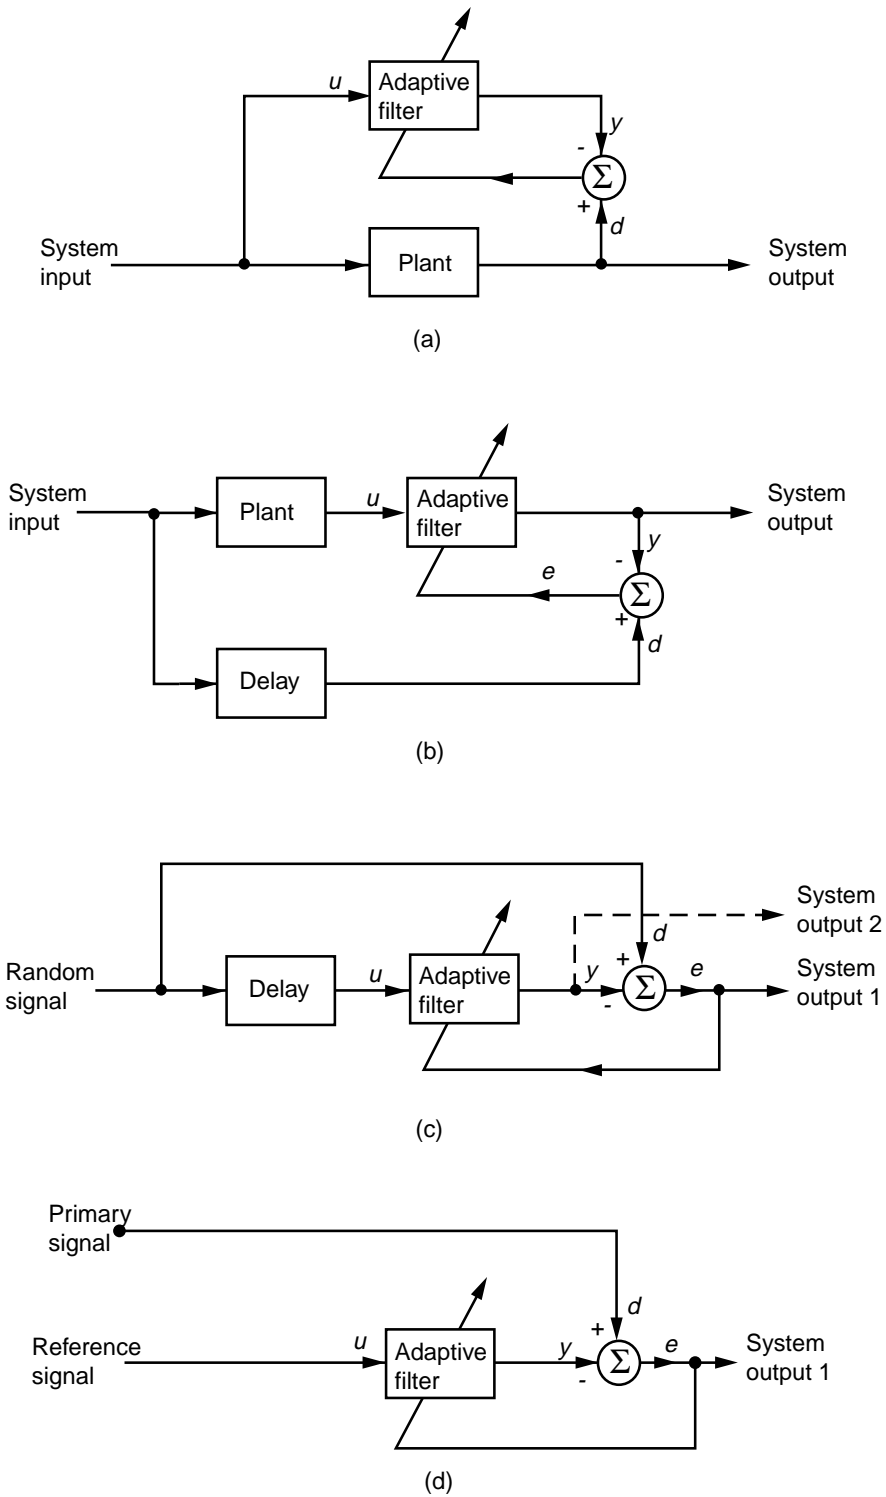 u
Adaptive
filter
y
-
Σ
+
d
System
input
Plant
System
output
(a)
System
input
Plant
u
Adaptive
filter
System
output
y
-
e
Σ
+
d
Delay
(b)
System
output 2
d
Random
signal
Delay
u
Adaptive
filter
y
+
-
Σ
e
System
output 1
(c)
Primary
signal
d
+
Reference
signal
u
Adaptive
filter
y
-
Σ
e
System
output 1
(d)